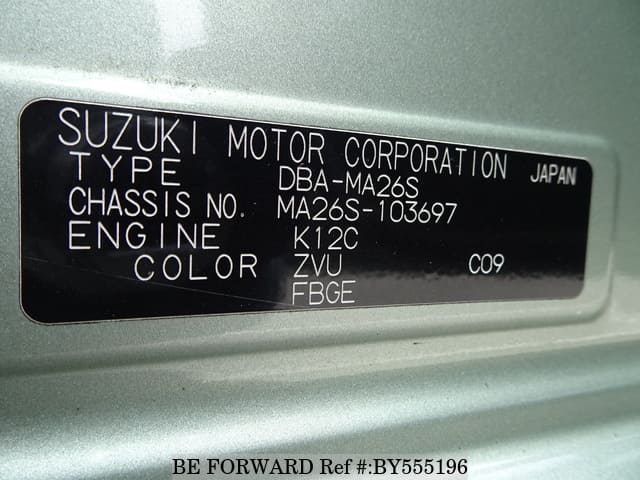 SUZUKI MOTOR CORPORATION JAPAN
TYPE DBA-MA26S
CHASSIS NO. MA26S-103697
ENGINE K12C
COLOR ZVU C09
FBGE
BE FORWARD Ref #:BY555196